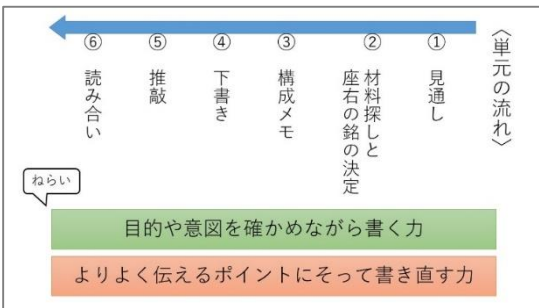 〈単元の流れ〉
①
見通し
②
材料探しと
座右の銘の決定
③
構成メモ
④
下書き
⑤
推敲
⑥
読み合い
ねらい
目的や意図を確かめながら書く力
よりよく伝えるポイントにそって書き直す力